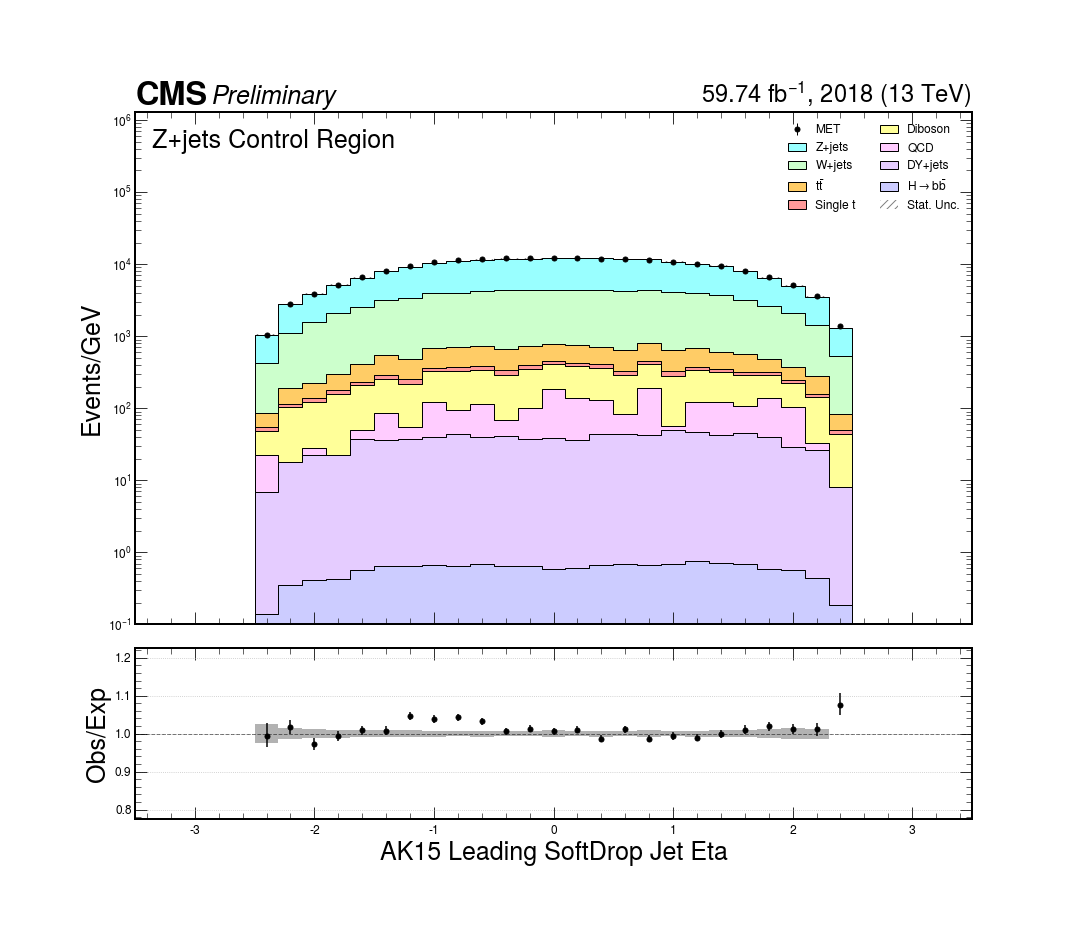 CMS Preliminary
59.74 fb⁻¹, 2018 (13 TeV)
Z+jets Control Region
MET
Z+jets
W+jets
tt̄
Single t
Diboson
QCD
DY+jets
H→bb̄
Stat. Unc.
10⁶
10⁵
10⁴
10³
10²
10¹
10⁰
10⁻¹
Events/GeV
1.2
1.1
1.0
0.9
0.8
Obs/Exp
-3 -2 -1 0 1 2 3
AK15 Leading SoftDrop Jet Eta